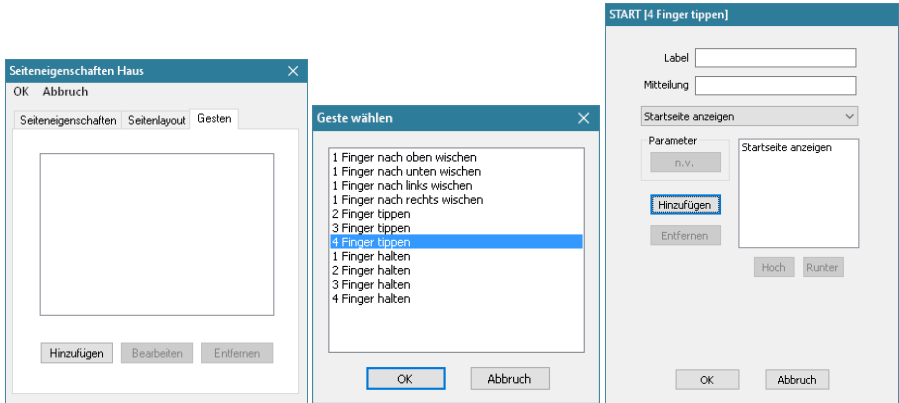 Seiteneigenschaften Haus
OK Abbruch
Seiteneigenschaften Seitenlayout Gesten
Hinzufügen Bearbeiten Entfernen
Geste wählen
1 Finger nach oben wischen
1 Finger nach unten wischen
1 Finger nach links wischen
1 Finger nach rechts wischen
2 Finger tippen
3 Finger tippen
4 Finger tippen
1 Finger halten
2 Finger halten
3 Finger halten
4 Finger halten
OK Abbruch
START [4 Finger tippen]
Label
Mitteilung
Startseite anzeigen
Parameter
n.v.
Startseite anzeigen
Hinzufügen
Entfernen
Hoch Runter
OK Abbruch